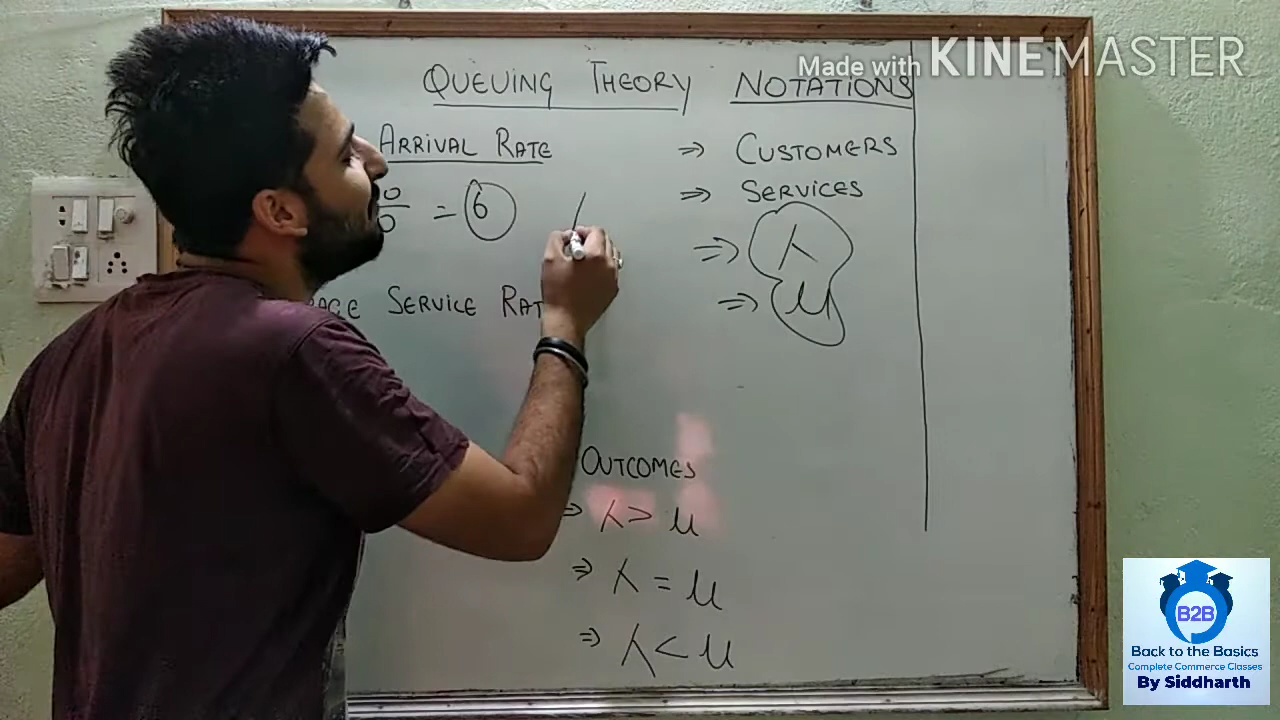 Made with KINEMASTER
QUEUING THEORY NOTATIONS
ARRIVAL RATE ⇒ CUSTOMERS
⇒ SERVICES
= 6
⇒ λ
SERVICE RAT ⇒ μ
OUTCOMES
⇒ λ > μ
⇒ λ = μ
⇒ λ < μ
B2B
Back to the Basics
Complete Commerce Classes
By Siddharth